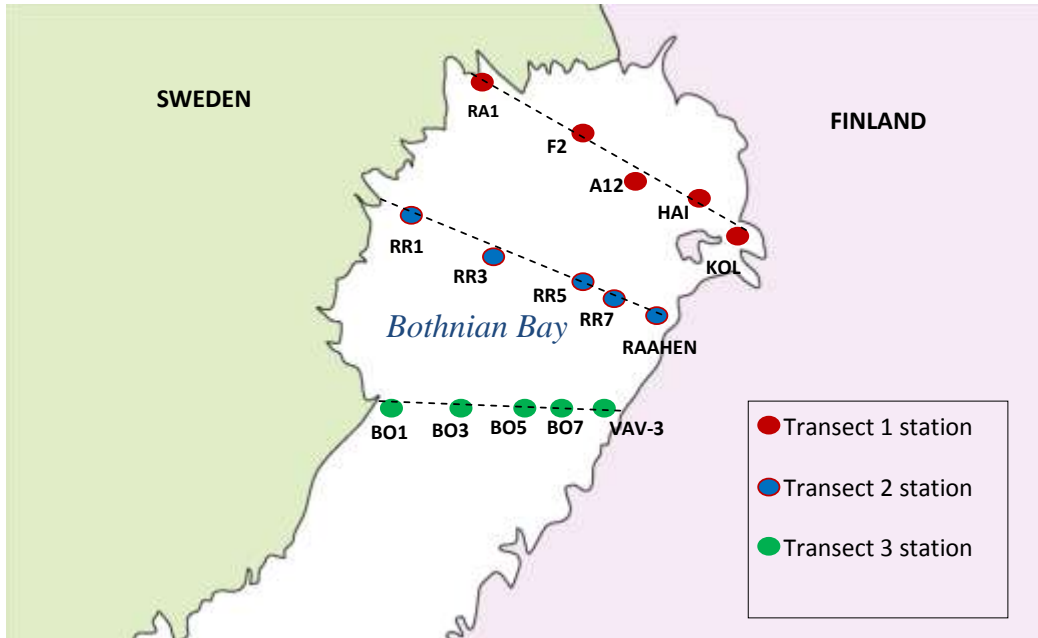 SWEDEN
FINLAND
RA1
F2
A12
HAI
KOL
RR1
RR3
RR5
RR7
RAAHEN
Bothnian Bay
BO1
BO3
BO5
BO7
VAV-3
Transect 1 station
Transect 2 station
Transect 3 station